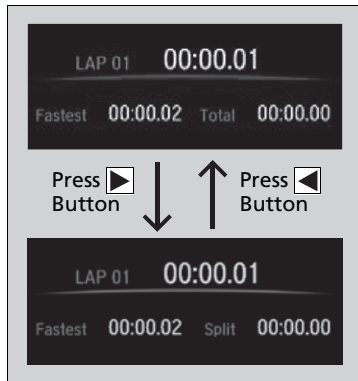 LAP 01 00:00.01
Fastest 00:00.02 Total 00:00.00
Press ▶ Press ◀
Button Button
LAP 01 00:00.01
Fastest 00:00.02 Split 00:00.00